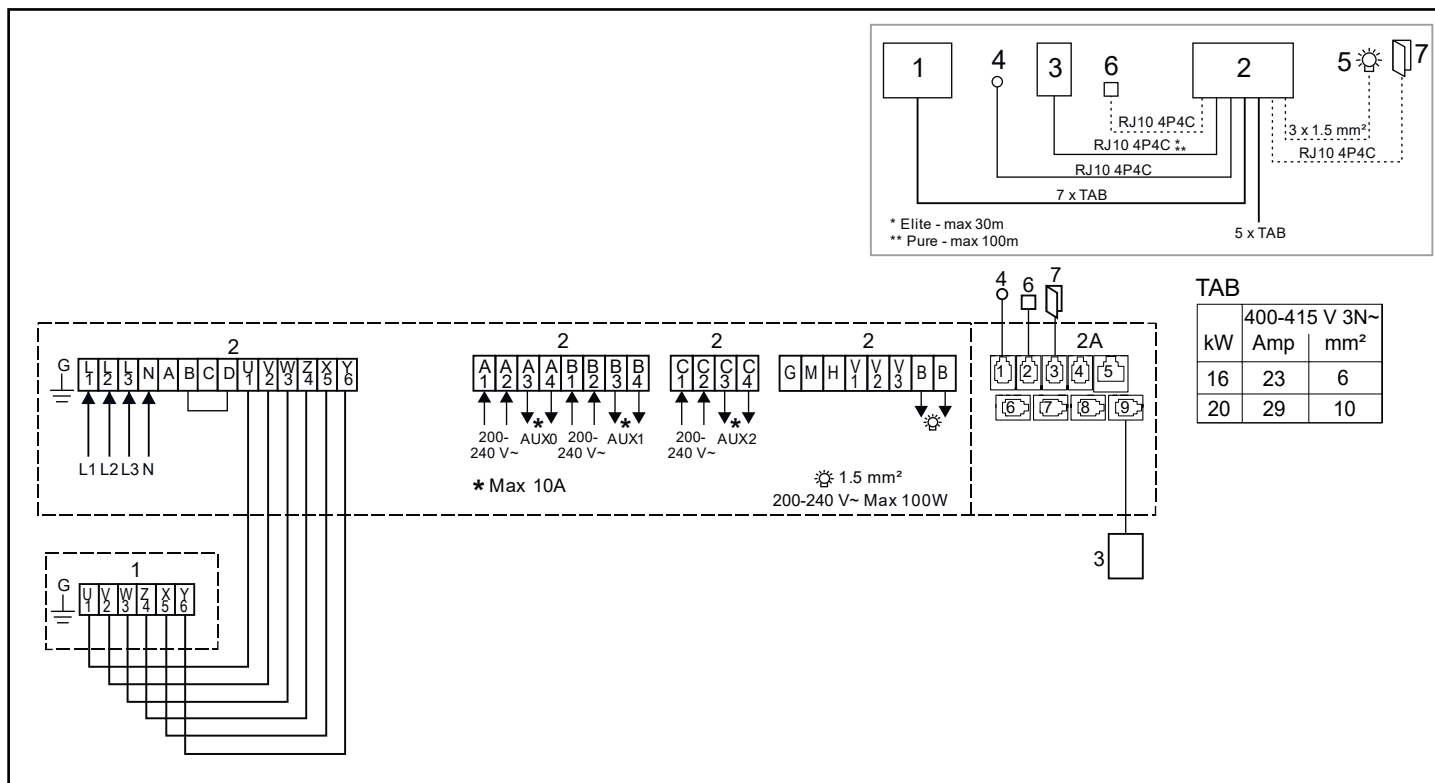 1
4
3
6
2
5
7
RJ10 4P4C
3 x 1.5 mm²
RJ10 4P4C * **
RJ10 4P4C
RJ10 4P4C
7 x TAB
* Elite - max 30m
** Pure - max 100m
5 x TAB
4
6
7
TAB
400-415 V 3N~
kW Amp mm²
16 23 6
20 29 10
2
2
2
2
2A
G
L1 L2 L3 N A B C D U1 V2 W3 Z4 X5 Y6
A1 A2 A3 A4 B1 B2 B3 B4
C1 C2 C3 C4
G M H V1 V2 V3 B B
1 2 3 4 5
6 7 8 9
L1 L2 L3 N
200-240 V~
* AUX0
200-240 V~
* AUX1
200-240 V~
* AUX2
* Max 10A
1.5 mm²
200-240 V~ Max 100W
3
1
G
U1 V2 W3 Z4 X5 Y6